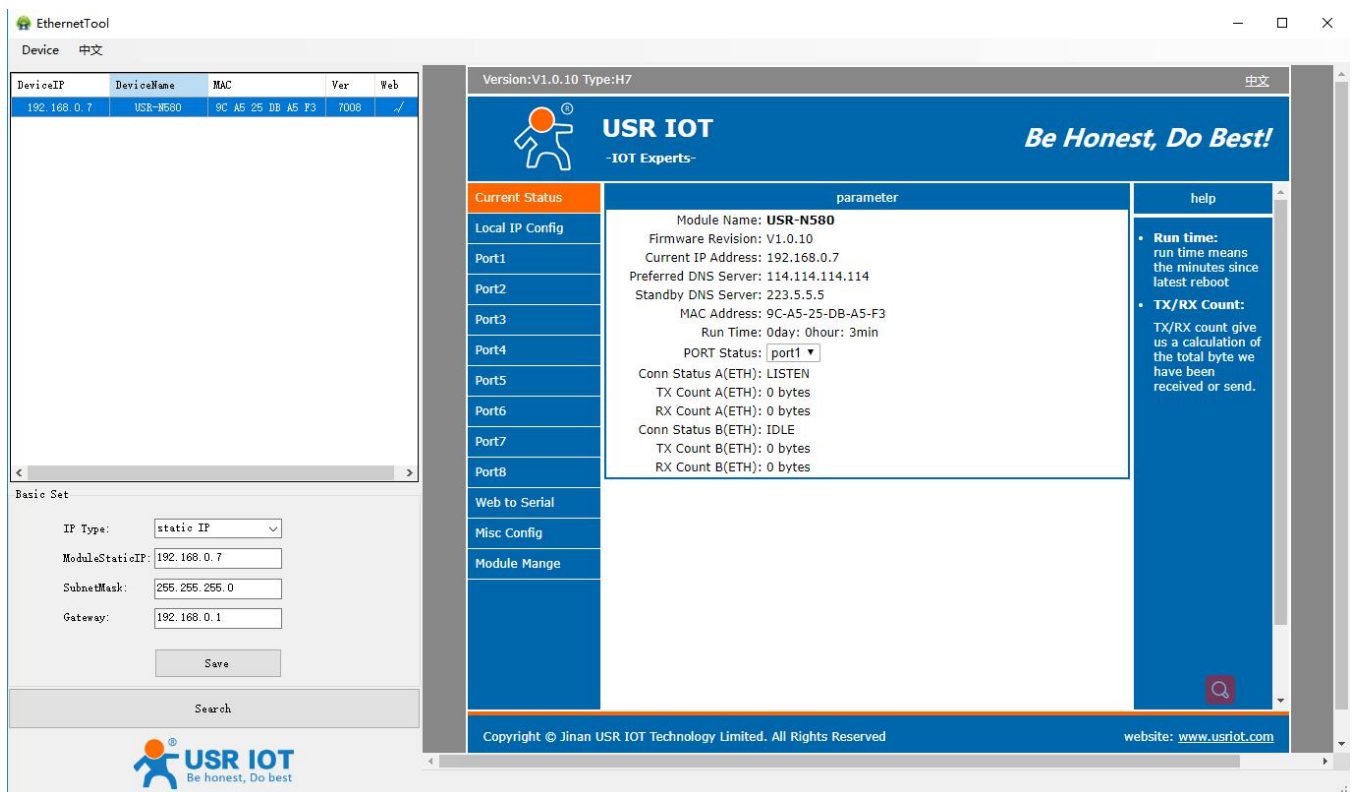 EthernetTool
Device 中文
DeviceIP DeviceName MAC Ver Web
192.168.0.7 USR-N580 9C A5 25 DB A5 F3 7008 √
Basic Set
IP Type: static IP
ModuleStaticIP: 192.168.0.7
SubnetMask: 255.255.255.0
Gateway: 192.168.0.1
Save
Search
®
USR IOT
Be honest, Do best
Version:V1.0.10 Type:H7 中文
®
USR IOT
-IOT Experts-
Be Honest, Do Best!
Current Status
Local IP Config
Port1
Port2
Port3
Port4
Port5
Port6
Port7
Port8
Web to Serial
Misc Config
Module Mange
parameter
Module Name: USR-N580
Firmware Revision: V1.0.10
Current IP Address: 192.168.0.7
Preferred DNS Server: 114.114.114.114
Standby DNS Server: 223.5.5.5
MAC Address: 9C-A5-25-DB-A5-F3
Run Time: 0day: 0hour: 3min
PORT Status: port1
Conn Status A(ETH): LISTEN
TX Count A(ETH): 0 bytes
RX Count A(ETH): 0 bytes
Conn Status B(ETH): IDLE
TX Count B(ETH): 0 bytes
RX Count B(ETH): 0 bytes
help
• Run time:
run time means
the minutes since
latest reboot
• TX/RX Count:
TX/RX count give
us a calculation of
the total byte we
have been
received or send.
Copyright © Jinan USR IOT Technology Limited. All Rights Reserved
website: www.usriot.com